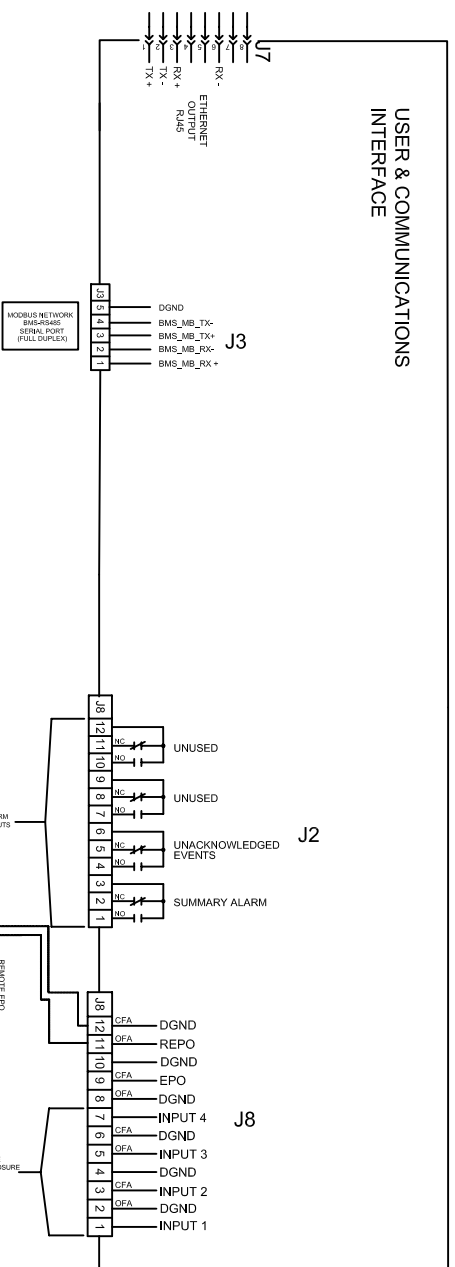 J7
1 2 3 4 5 6 7 8
TX +
TX -
RX +
RX -
ETHERNET
OUTPUT
RJ45
USER & COMMUNICATIONS
INTERFACE
MODBUS NETWORK
BMS-RS485
SERIAL PORT
(FULL DUPLEX)
J3
5 DGND
4 BMS_MB_TX-
3 BMS_MB_TX+
2 BMS_MB_RX-
1 BMS_MB_RX +
J3
J8
12
11 NC
10 NO
UNUSED
9
8 NC
7 NO
UNUSED
6
5 NC
4 NO
UNACKNOWLEDGED
EVENTS
3
2 NC
1 NO
SUMMARY ALARM
J2
RM
UTS
REMOTE EPO
J8
12 CFA DGND
11 OFA REPO
10 DGND
9 CFA EPO
8 OFA DGND
7 INPUT 4
6 CFA DGND
5 OFA INPUT 3
4 DGND
3 CFA INPUT 2
2 OFA DGND
1 INPUT 1
J8
OSURE